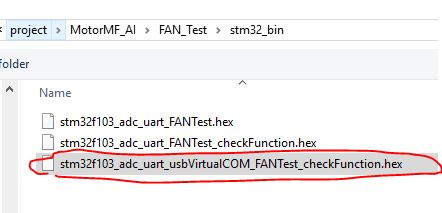 project > MotorMF_AI > FAN_Test > stm32_bin
folder
Name
stm32f103_adc_uart_FANTest.hex
stm32f103_adc_uart_FANTest_checkFunction.hex
stm32f103_adc_uart_usbVirtualCOM_FANTest_checkFunction.hex